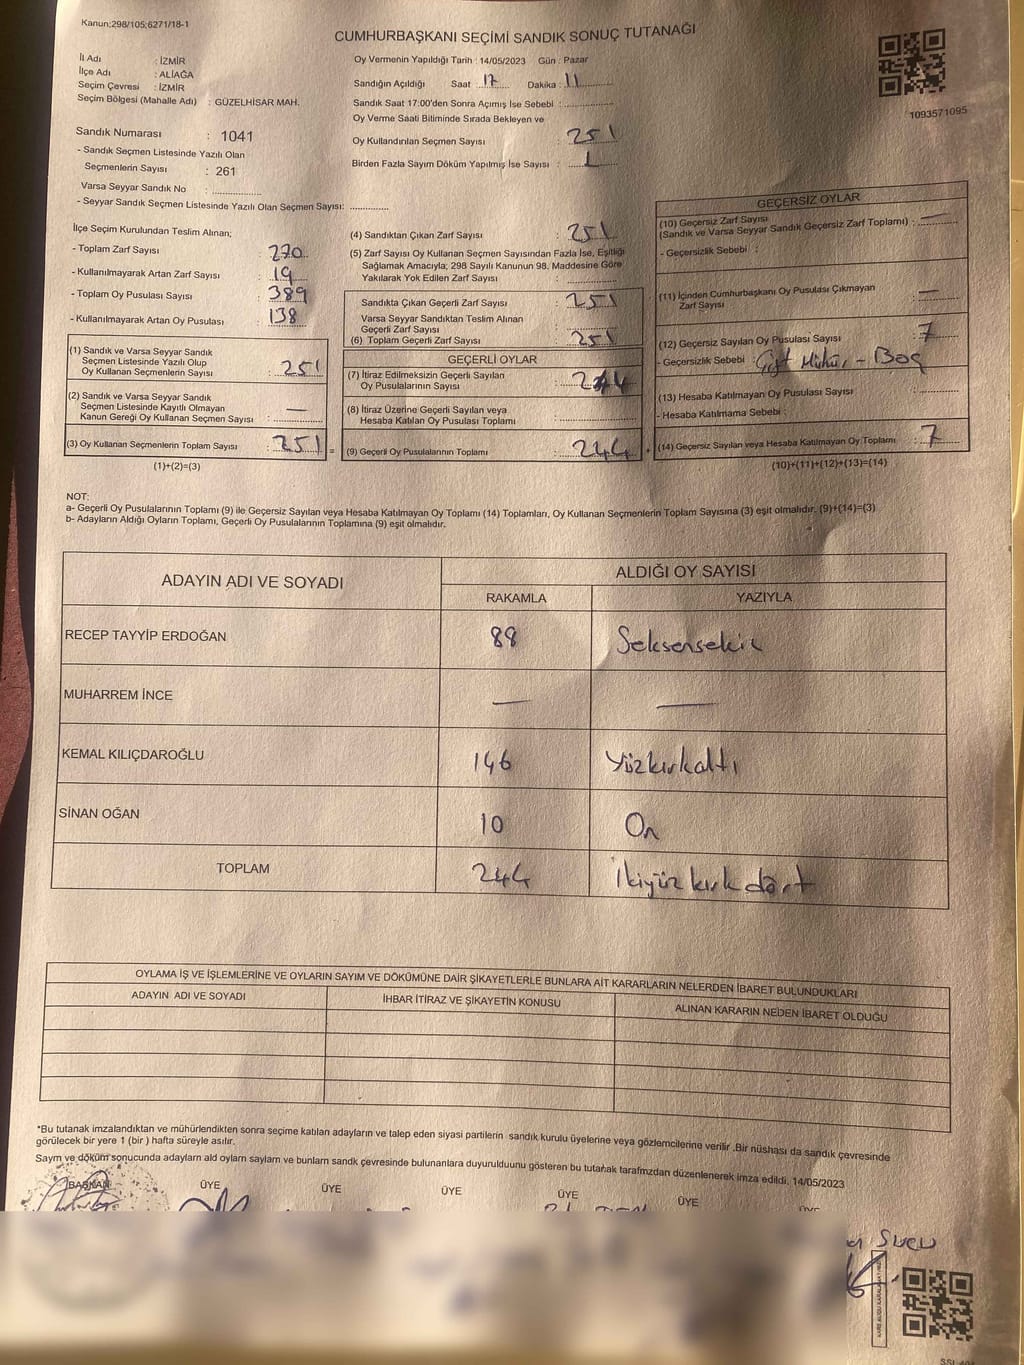 Kanun:298/105;6271/18-1
CUMHURBAŞKANI SEÇİMİ SANDIK SONUÇ TUTANAĞI
1093571095
İl Adı : İZMİR
İlçe Adı : ALİAĞA
Seçim Çevresi : İZMİR
Seçim Bölgesi (Mahalle Adı) : GÜZELHİSAR MAH.
Sandık Numarası : 1041
- Sandık Seçmen Listesinde Yazılı Olan
Seçmenlerin Sayısı : 261
Varsa Seyyar Sandık No : ..............
- Seyyar Sandık Seçmen Listesinde Yazılı Olan Seçmen Sayısı: ............
Oy Vermenin Yapıldığı Tarih : 14/05/2023 Gün : Pazar
Sandığın Açıldığı Saat : 17 Dakika : 11
Sandık Saat 17:00'den Sonra Açımış İse Sebebi : ..............
Oy Verme Saati Bitiminde Sırada Bekleyen ve
Oy Kullandırılan Seçmen Sayısı : 251
Birden Fazla Sayım Döküm Yapılmış İse Sayısı : 1
İlçe Seçim Kurulundan Teslim Alınan;
- Toplam Zarf Sayısı : 270
- Kullanılmayarak Artan Zarf Sayısı : 19
- Toplam Oy Pusulası Sayısı : 389
- Kullanılmayarak Artan Oy Pusulası : 138
(1) Sandık ve Varsa Seyyar Sandık
Seçmen Listesinde Yazılı Olup
Oy Kullanan Seçmenlerin Sayısı : 251
(2) Sandık ve Varsa Seyyar Sandık
Seçmen Listesinde Kayıtlı Olmayan
Kanun Gereği Oy Kullanan Seçmen Sayısı : —
(3) Oy Kullanan Seçmenlerin Toplam Sayısı : 251 =
(1)+(2)=(3)
(4) Sandıktan Çıkan Zarf Sayısı : 251
(5) Zarf Sayısı Oy Kullanan Seçmen Sayısından Fazla İse, Eşitliği
Sağlamak Amacıyla; 298 Sayılı Kanunun 98. Maddesine Göre
Yakılarak Yok Edilen Zarf Sayısı : ..............
Sandıkta Çıkan Geçerli Zarf Sayısı : 251
Varsa Seyyar Sandıktan Teslim Alınan
Geçerli Zarf Sayısı : ..............
(6) Toplam Geçerli Zarf Sayısı : 251
GEÇERLİ OYLAR
(7) İtiraz Edilmeksizin Geçerli Sayılan
Oy Pusulalarının Sayısı : 244
(8) İtiraz Üzerine Geçerli Sayılan veya
Hesaba Katılan Oy Pusulası Toplamı : ..............
(9) Geçerli Oy Pusulalarının Toplamı : 244 +
GEÇERSİZ OYLAR
(10) Geçersiz Zarf Sayısı
(Sandık ve Varsa Seyyar Sandık Geçersiz Zarf Toplamı) : —
- Geçersizlik Sebebi :
(11) İçinden Cumhurbaşkanı Oy Pusulası Çıkmayan
Zarf Sayısı : —
(12) Geçersiz Sayılan Oy Pusulası Sayısı : 7
- Geçersizlik Sebebi : Çift Mühür - Boş
(13) Hesaba Katılmayan Oy Pusulası Sayısı : ..............
- Hesaba Katılmama Sebebi :
(14) Geçersiz Sayılan veya Hesaba Katılmayan Oy Toplamı : 7
(10)+(11)+(12)+(13)=(14)
NOT:
a- Geçerli Oy Pusulalarının Toplamı (9) ile Geçersiz Sayılan veya Hesaba Katılmayan Oy Toplamı (14) Toplamları, Oy Kullanan Seçmenlerin Toplam Sayısına (3) eşit olmalıdır. (9)+(14)=(3)
b- Adayların Aldığı Oyların Toplamı, Geçerli Oy Pusulalarının Toplamına (9) eşit olmalıdır.
ADAYIN ADI VE SOYADI ALDIĞI OY SAYISI
RAKAMLA YAZIYLA
RECEP TAYYİP ERDOĞAN 88 Seksensekiz
MUHARREM İNCE — —
KEMAL KILIÇDAROĞLU 146 Yüzkırkaltı
SİNAN OĞAN 10 On
TOPLAM 244 İkiyüz kırk dört
OYLAMA İŞ VE İŞLEMLERİNE VE OYLARIN SAYIM VE DÖKÜMÜNE DAİR ŞİKAYETLERLE BUNLARA AİT KARARLARIN NELERDEN İBARET BULUNDUKLARI
ADAYIN ADI VE SOYADI İHBAR İTİRAZ VE ŞİKAYETİN KONUSU ALINAN KARARIN NEDEN İBARET OLDUĞU
*Bu tutanak imzalandıktan ve mühürlendikten sonra seçime katılan adayların ve talep eden siyasi partilerin sandık kurulu üyelerine veya gözlemcilerine verilir .Bir nüshası da sandık çevresinde
görülecek bir yere 1 (bir ) hafta süreyle asılır.
Sayım ve döküm sonucunda adayların ald oyların sayları ve bunların sandk çevresinde bulunanlara duyurulduunu gösteren bu tutanak tarafmzdan düzenlenerek imza edildi. 14/05/2023
BAŞKAN ÜYE ÜYE ÜYE ÜYE ÜYE ÜYE